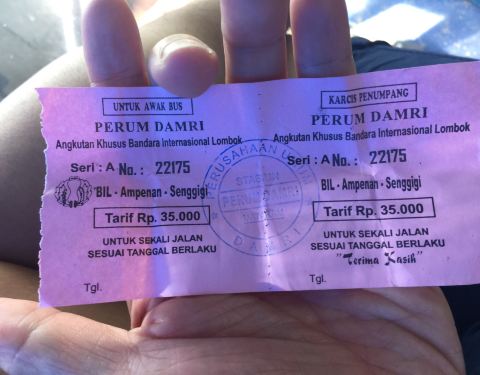 UNTUK AWAK BUS
PERUM DAMRI
Angkutan Khusus Bandara Internasional Lombok
Seri : A No. : 22175
BIL - Ampenan - Senggigi
Tarif Rp. 35.000
UNTUK SEKALI JALAN
SESUAI TANGGAL BERLAKU
Tgl.
KARCIS PENUMPANG
PERUM DAMRI
Angkutan Khusus Bandara Internasional Lombok
Seri : A No. : 22175
BIL - Ampenan - Senggigi
Tarif Rp. 35.000
UNTUK SEKALI JALAN
SESUAI TANGGAL BERLAKU
"Terima Kasih"
Tgl.
PERUSAHAAN UMUM
STASIUN
PERUM DAMRI
DAMRI